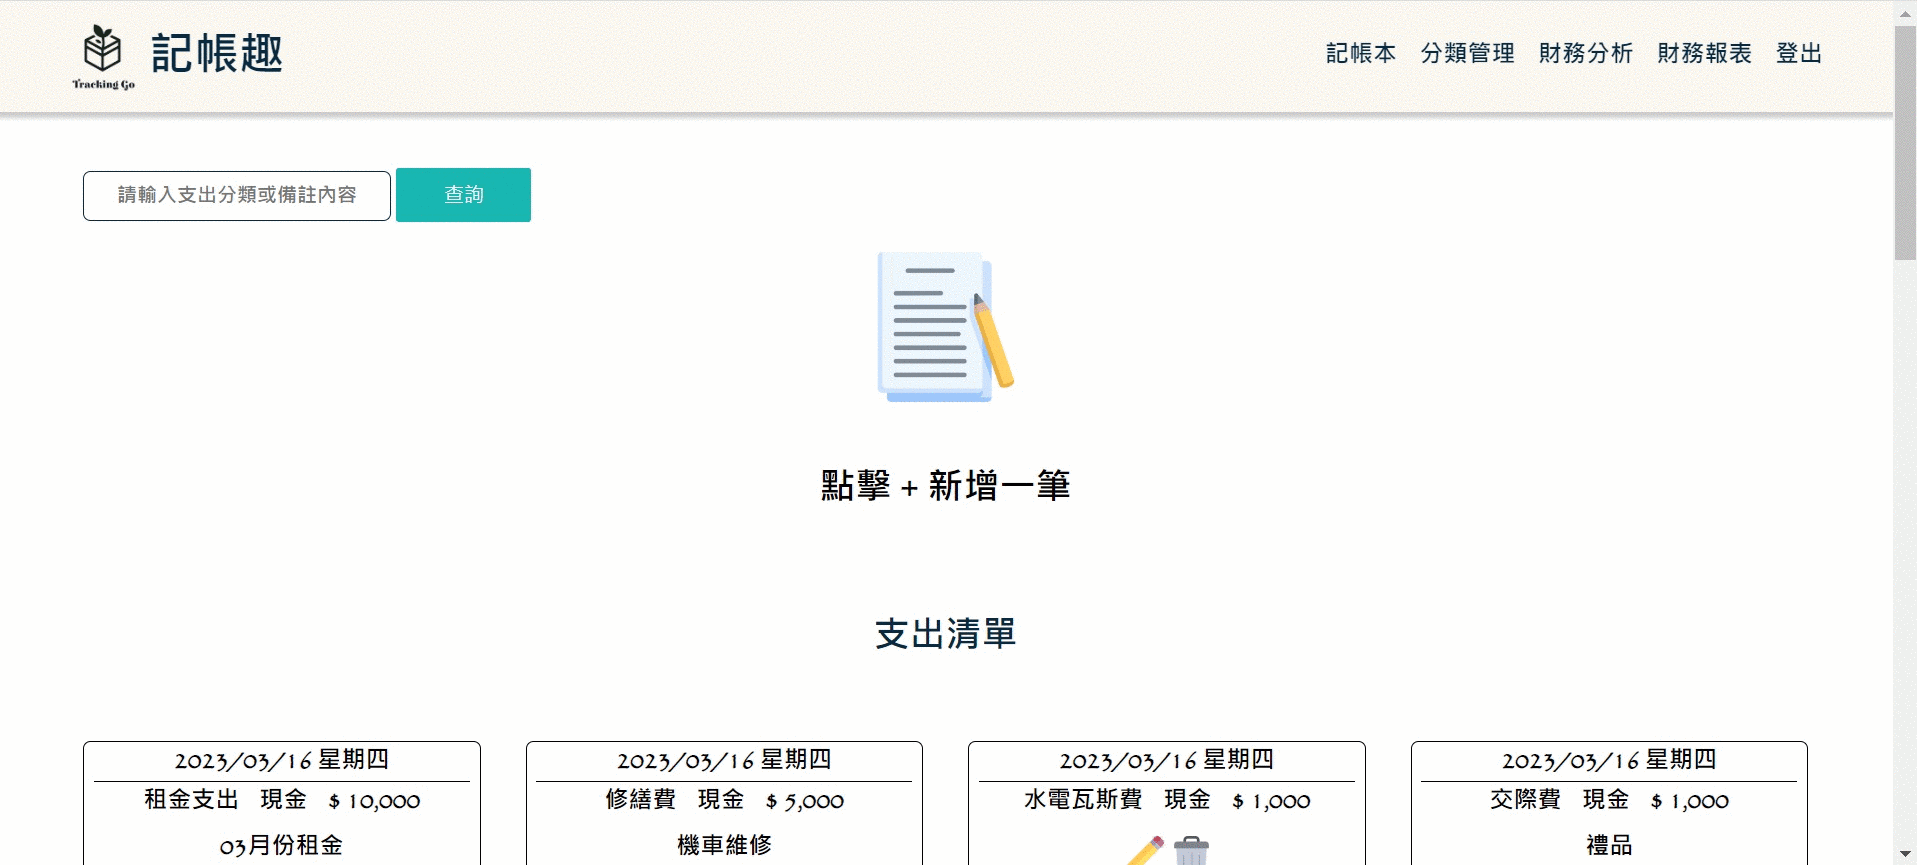 Tracking Go
記帳趣
記帳本 分類管理 財務分析 財務報表 登出
請輸入支出分類或備註內容 查詢
點擊 + 新增一筆
支出清單
2023/03/16 星期四
租金支出 現金 $ 10,000
03月份租金
2023/03/16 星期四
修繕費 現金 $ 5,000
機車維修
2023/03/16 星期四
水電瓦斯費 現金 $ 1,000
2023/03/16 星期四
交際費 現金 $ 1,000
禮品